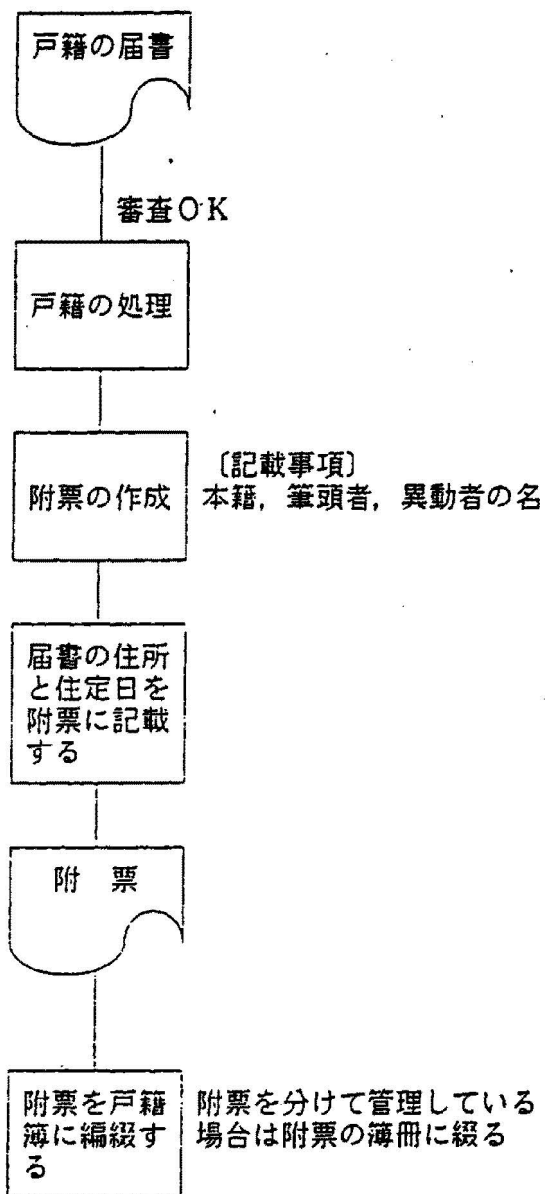 戸籍の届書
審査OK
戸籍の処理
附票の作成
〔記載事項〕
本籍，筆頭者，異動者の名
届書の住所
と住定日を
附票に記載
する
附　票
附票を戸籍
簿に編綴す
る
附票を分けて管理している
場合は附票の簿冊に綴る